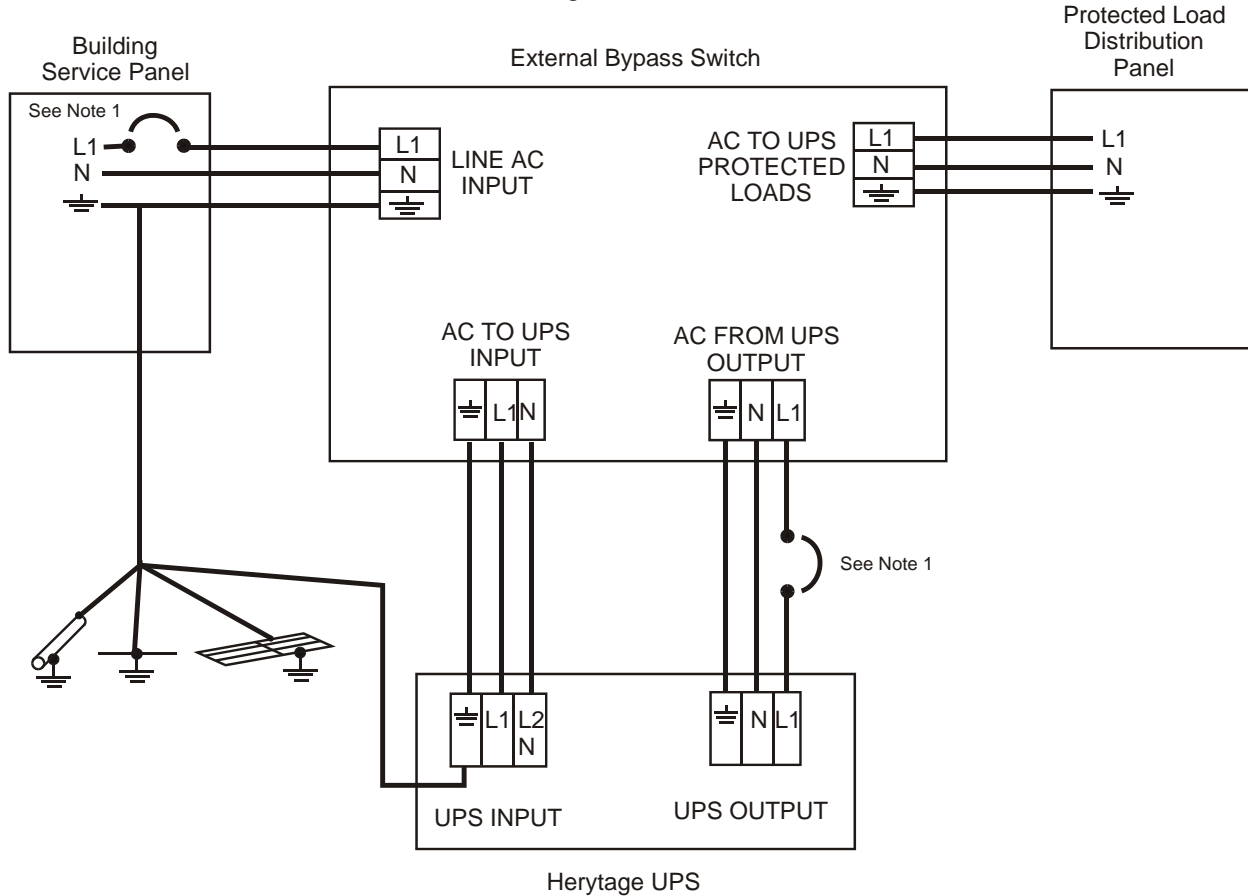 Building
Service Panel
External Bypass Switch
Protected Load
Distribution
Panel
See Note 1
L1
N
L1
N
LINE AC
INPUT
AC TO UPS
PROTECTED
LOADS
L1
N
L1
N
AC TO UPS
INPUT
AC FROM UPS
OUTPUT
L1 N
N L1
See Note 1
L1 L2
N
N L1
UPS INPUT
UPS OUTPUT
Herytage UPS